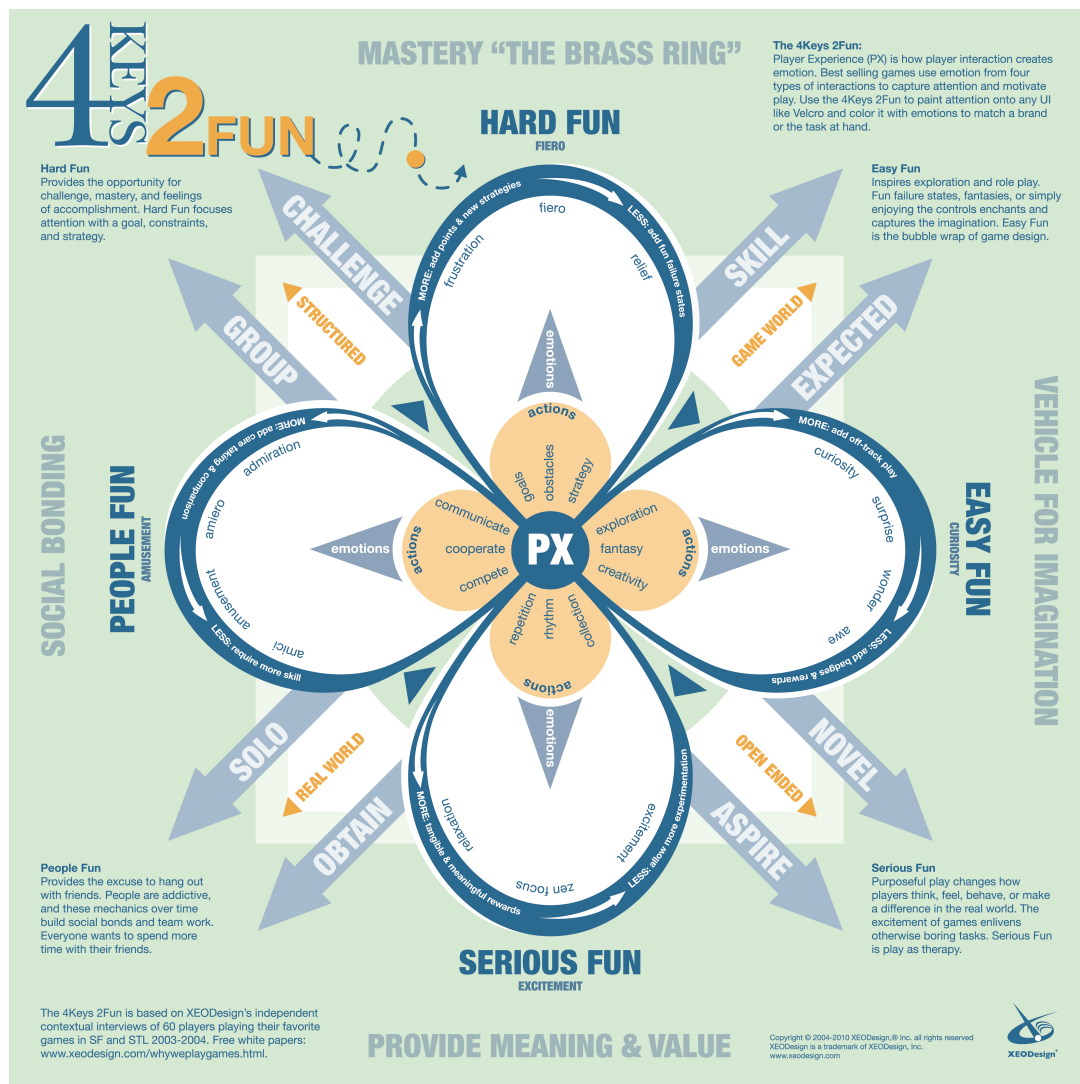 4
KEYS
2FUN
MASTERY “THE BRASS RING”
The 4Keys 2Fun:
Player Experience (PX) is how player interaction creates
emotion. Best selling games use emotion from four
types of interactions to capture attention and motivate
play. Use the 4Keys 2Fun to paint attention onto any UI
like Velcro and color it with emotions to match a brand
or the task at hand.
HARD FUN
FIERO
Hard Fun
Provides the opportunity for
challenge, mastery, and feelings
of accomplishment. Hard Fun focuses
attention with a goal, constraints,
and strategy.
Easy Fun
Inspires exploration and role play.
Fun failure states, fantasies, or simply
enjoying the controls enchants and
captures the imagination. Easy Fun
is the bubble wrap of game design.
CHALLENGE
GROUP
STRUCTURED
SKILL
EXPECTED
GAME WORLD
MORE: add points & new strategies
LESS: add fun failure states
frustration
fiero
relief
emotions
actions
goals
obstacles
strategy
SOCIAL BONDING
PEOPLE FUN
AMUSEMENT
MORE: add care taking & comparison
LESS: require more skill
admiration
amiero
amusement
amici
emotions
actions
communicate
cooperate
compete
PX
exploration
fantasy
creativity
actions
emotions
MORE: add off-track play
LESS: add badges & rewards
curiosity
surprise
wonder
awe
EASY FUN
CURIOSITY
VEHICLE FOR IMAGINATION
repetition
rhythm
collection
actions
emotions
MORE: tangible & meaningful rewards
LESS: allow more experimentation
relaxation
zen focus
excitement
SOLO
OBTAIN
REAL WORLD
OPEN ENDED
NOVEL
ASPIRE
People Fun
Provides the excuse to hang out
with friends. People are addictive,
and these mechanics over time
build social bonds and team work.
Everyone wants to spend more
time with their friends.
Serious Fun
Purposeful play changes how
players think, feel, behave, or make
a difference in the real world. The
excitement of games enlivens
otherwise boring tasks. Serious Fun
is play as therapy.
SERIOUS FUN
EXCITEMENT
The 4Keys 2Fun is based on XEODesign’s independent
contextual interviews of 60 players playing their favorite
games in SF and STL 2003-2004. Free white papers:
www.xeodesign.com/whyweplaygames.html.
PROVIDE MEANING & VALUE
Copyright © 2004-2010 XEODesign,® Inc. all rights reserved
XEODesign is a trademark of XEODesign, Inc.
www.xeodesign.com
XEODesign®